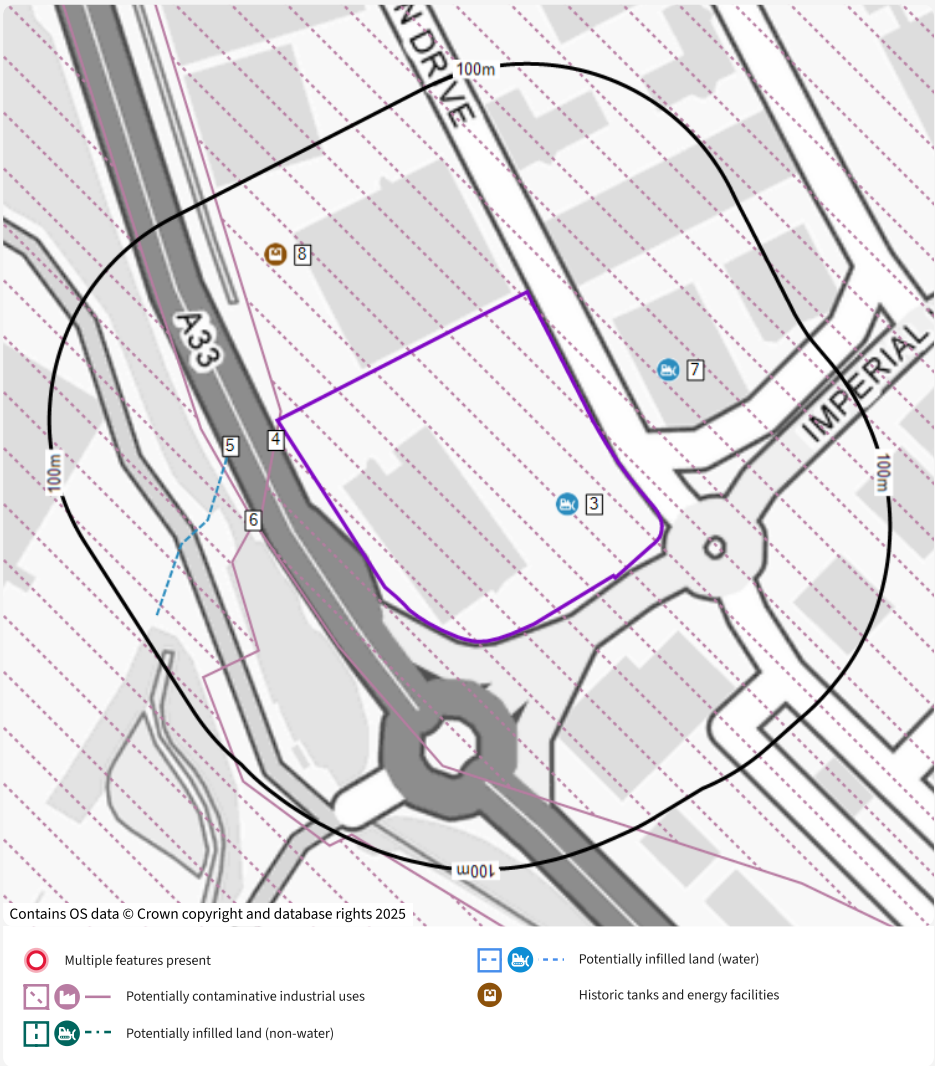 N DRIVE
100m
8
A33
7
IMPERIAL
4
5
100m
100m
3
6
100m
Contains OS data © Crown copyright and database rights 2025
Multiple features present
Potentially infilled land (water)
Potentially contaminative industrial uses
Historic tanks and energy facilities
Potentially infilled land (non-water)